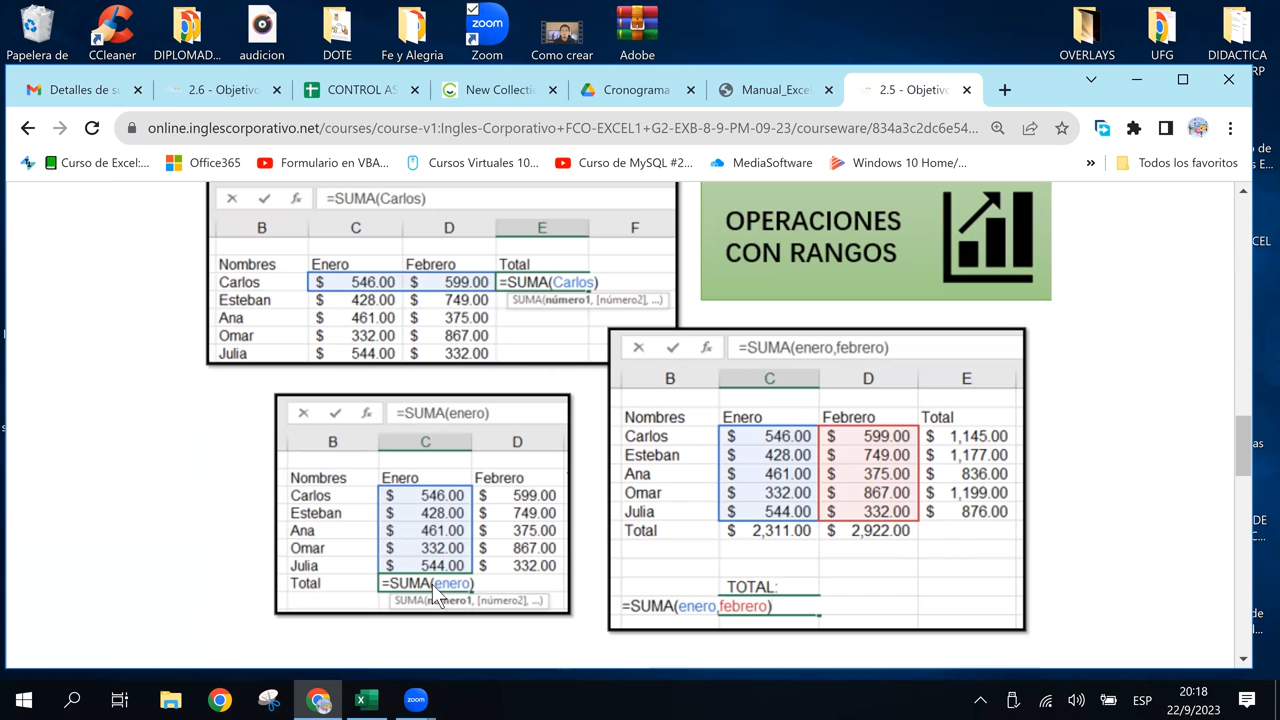 Papelera de
CCleaner
DIPLOMAD...
audicion
DOTE
Fe y Alegria
Zoom
Como crear
Adobe
OVERLAYS
UFG
DIDACTICA
zoom
Detalles de su
2.6 - Objetivo
CONTROL AS
New Collecti
Cronograma
Manual_Exce
2.5 - Objetivo
online.inglescorporativo.net/courses/course-v1:Ingles-Corporativo+FCO-EXCEL1+G2-EXB-8-9-PM-09-23/courseware/834a3c2dc6e54...
Curso de Excel:...
Office365
Formulario en VBA...
Cursos Virtuales 10...
Curso de MySQL #2...
MediaSoftware
Windows 10 Home/...
»
Todos los favoritos
fx =SUMA(Carlos)
B C D E F
Nombres Enero Febrero Total
Carlos $ 546.00 $ 599.00 =SUMA(Carlos)
Esteban $ 428.00 $ 749.00 SUMA(número1, [número2], ...)
Ana $ 461.00 $ 375.00
Omar $ 332.00 $ 867.00
Julia $ 544.00 $ 332.00
OPERACIONES
CON RANGOS
fx =SUMA(enero)
B C D
Nombres Enero Febrero
Carlos $ 546.00 $ 599.00
Esteban $ 428.00 $ 749.00
Ana $ 461.00 $ 375.00
Omar $ 332.00 $ 867.00
Julia $ 544.00 $ 332.00
Total =SUMA(enero)
SUMA(número1, [número2], ...)
fx =SUMA(enero,febrero)
B C D E
Nombres Enero Febrero Total
Carlos $ 546.00 $ 599.00 $ 1,145.00
Esteban $ 428.00 $ 749.00 $ 1,177.00
Ana $ 461.00 $ 375.00 $ 836.00
Omar $ 332.00 $ 867.00 $ 1,199.00
Julia $ 544.00 $ 332.00 $ 876.00
Total $ 2,311.00 $ 2,922.00
TOTAL:
=SUMA(enero,febrero)
zoom
ESP
20:18
22/9/2023